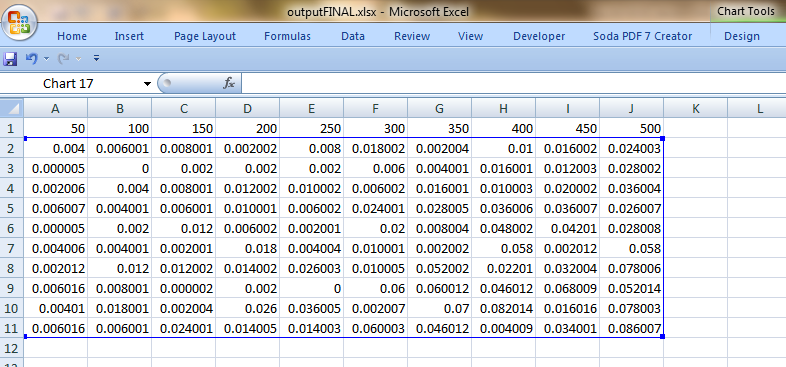 outputFINAL.xlsx - Microsoft Excel Chart Tools
Home Insert Page Layout Formulas Data Review View Developer Soda PDF 7 Creator Design
Chart 17 fx
A B C D E F G H I J K L
1 50 100 150 200 250 300 350 400 450 500
2 0.004 0.006001 0.008001 0.002002 0.008 0.018002 0.002004 0.01 0.016002 0.024003
3 0.000005 0 0.002 0.002 0.002 0.006 0.004001 0.016001 0.012003 0.028002
4 0.002006 0.004 0.008001 0.012002 0.010002 0.006002 0.016001 0.010003 0.020002 0.036004
5 0.006007 0.004001 0.006001 0.010001 0.006002 0.024001 0.028005 0.036006 0.036007 0.026007
6 0.000005 0.002 0.012 0.006002 0.002001 0.02 0.008004 0.048002 0.04201 0.028008
7 0.004006 0.004001 0.002001 0.018 0.004004 0.010001 0.002002 0.058 0.002012 0.058
8 0.002012 0.012 0.012002 0.014002 0.026003 0.010005 0.052002 0.02201 0.032004 0.078006
9 0.006016 0.008001 0.000002 0.002 0 0.06 0.060012 0.046012 0.068009 0.052014
10 0.00401 0.018001 0.002004 0.026 0.036005 0.002007 0.07 0.082014 0.016016 0.078003
11 0.006016 0.006001 0.024001 0.014005 0.014003 0.060003 0.046012 0.004009 0.034001 0.086007
12